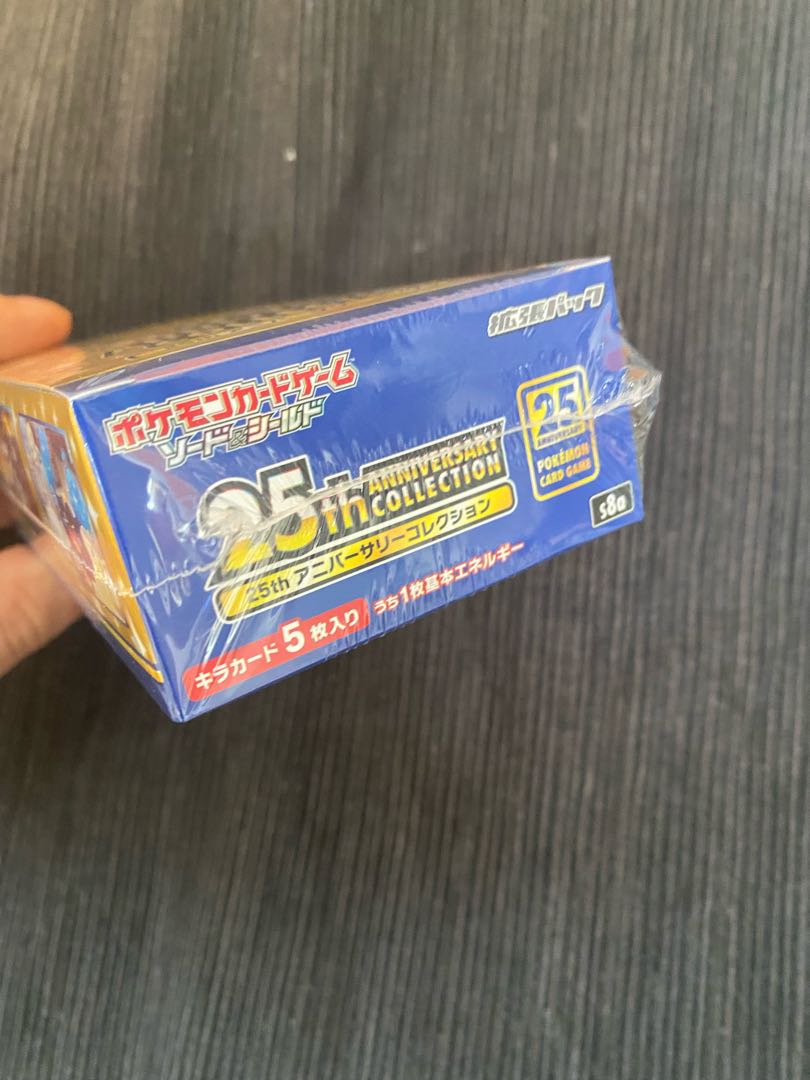 拡張パック
ポケモンカードゲーム
ソード&シールド
25th ANNIVERSARY
COLLECTION
25th アニバーサリーコレクション
25
ANNIVERSARY
POKÉMON
CARD GAME
s8a
キラカード5枚入り うち1枚基本エネルギー